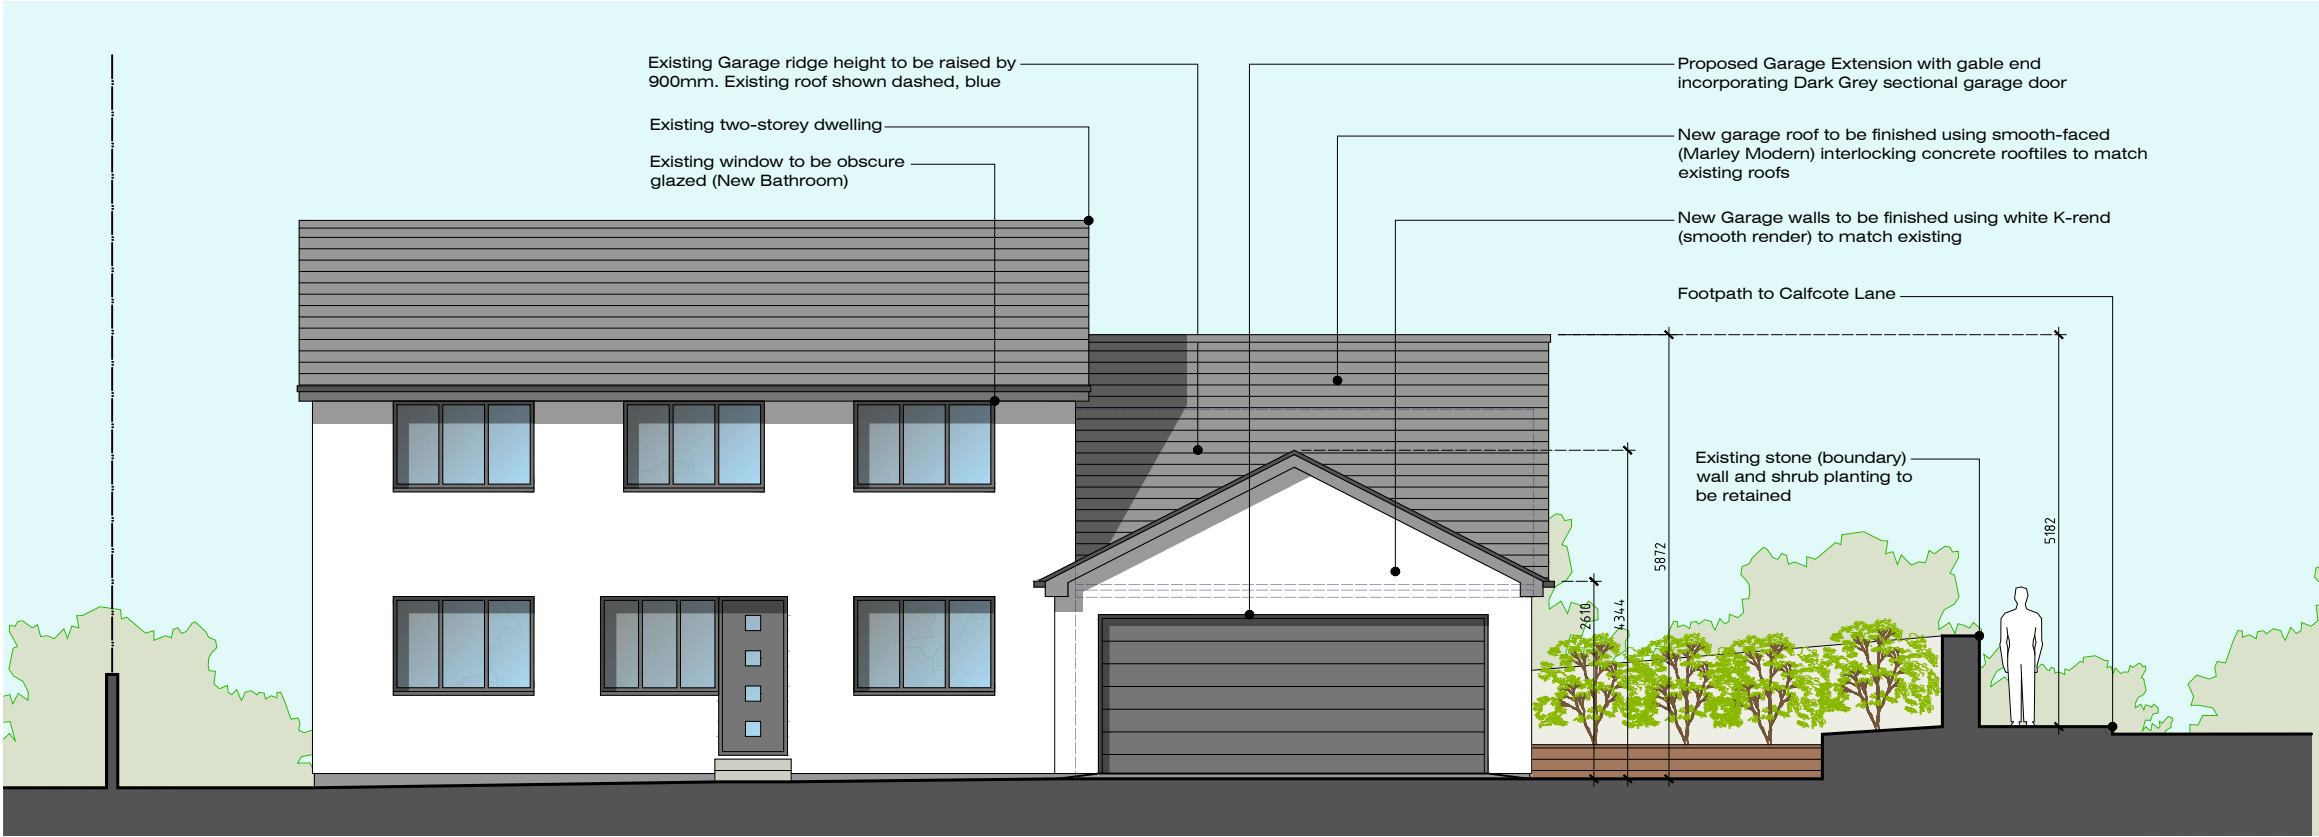 Existing Garage ridge height to be raised by
900mm. Existing roof shown dashed, blue
Existing two-storey dwelling
Existing window to be obscure
glazed (New Bathroom)
Proposed Garage Extension with gable end
incorporating Dark Grey sectional garage door
New garage roof to be finished using smooth-faced
(Marley Modern) interlocking concrete rooftiles to match
existing roofs
New Garage walls to be finished using white K-rend
(smooth render) to match existing
Footpath to Calfcote Lane
Existing stone (boundary)
wall and shrub planting to
be retained
2610
4344
5872
5182